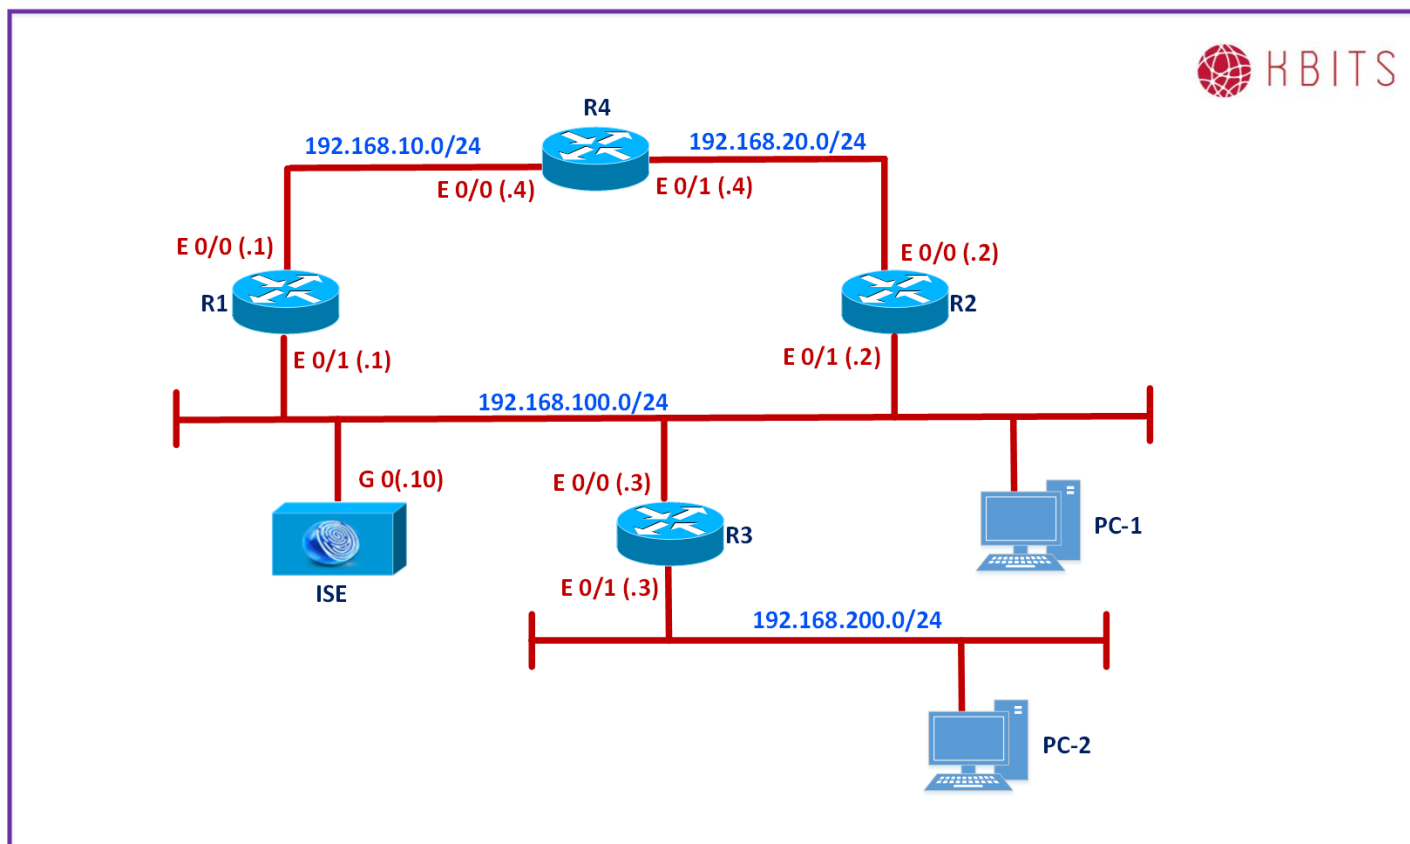 KBITS
R4
192.168.10.0/24
192.168.20.0/24
E 0/0 (.4)
E 0/1 (.4)
E 0/0 (.1)
E 0/0 (.2)
R1
R2
E 0/1 (.1)
E 0/1 (.2)
192.168.100.0/24
G 0(.10)
E 0/0 (.3)
PC-1
R3
ISE
E 0/1 (.3)
192.168.200.0/24
PC-2